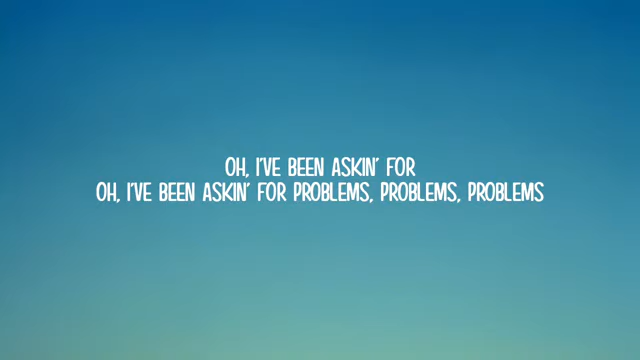 OH, I'VE BEEN ASKIN' FOR
OH, I'VE BEEN ASKIN' FOR PROBLEMS, PROBLEMS, PROBLEMS